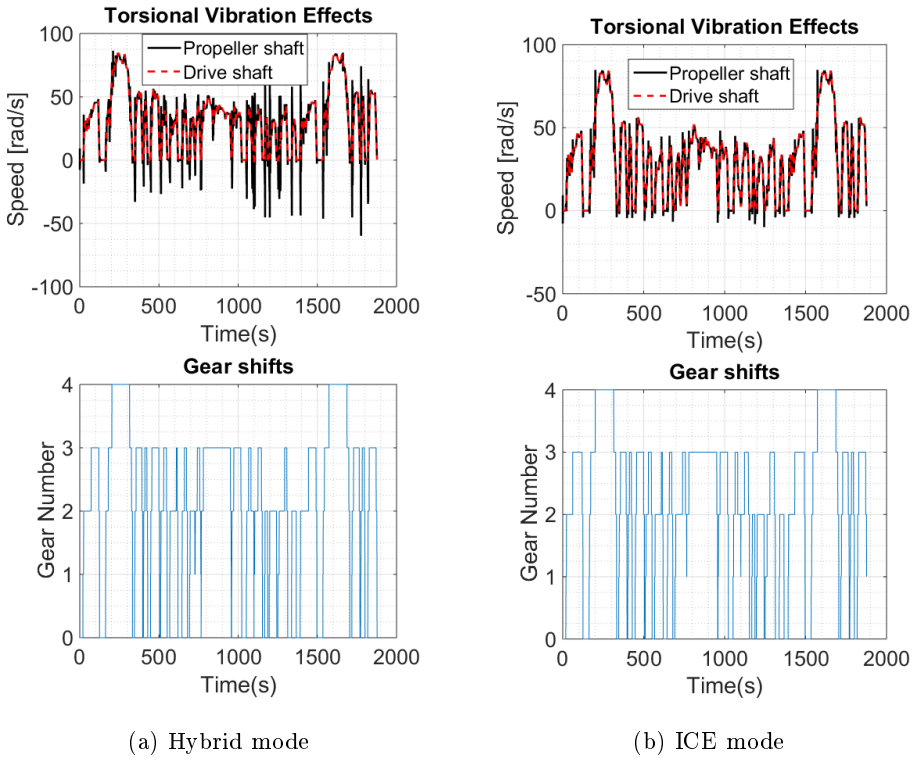 Torsional Vibration Effects
100
50
0
-50
-100
Speed [rad/s]
Propeller shaft
Drive shaft
0 500 1000 1500 2000
Time(s)
Gear shifts
4
3
2
1
0
Gear Number
0 500 1000 1500 2000
Time(s)
(a) Hybrid mode
Torsional Vibration Effects
100
50
0
-50
Speed [rad/s]
Propeller shaft
Drive shaft
0 500 1000 1500 2000
Time(s)
Gear shifts
4
3
2
1
0
Gear Number
0 500 1000 1500 2000
Time(s)
(b) ICE mode